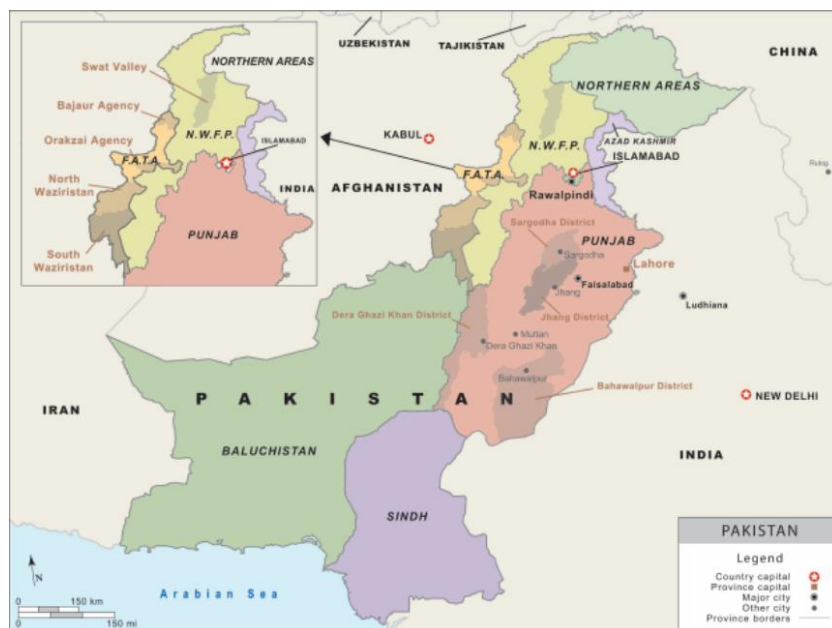 UZBEKISTAN
TAJIKISTAN
CHINA
NORTHERN AREAS
Swat Valley
Bajaur Agency
Orakzai Agency
N.W.F.P.
ISLAMABAD
F.A.T.A.
North
Waziristan
INDIA
PUNJAB
South
Waziristan
NORTHERN AREAS
KABUL
N.W.F.P.
AZAD KASHMIR
ISLAMABAD
F.A.T.A.
AFGHANISTAN
Rawalpindi
Sargodha District
PUNJAB
Sargodha
Lahore
Faisalabad
Jhang
Ludhiana
Dera Ghazi Khan District
Jhang District
Multan
Dera Ghazi Khan
Bahawalpur
Bahawalpur District
PAKISTAN
IRAN
NEW DELHI
BALUCHISTAN
INDIA
SINDH
PAKISTAN
Legend
Country capital
Province capital
Major city
Other city
Province borders
N
Arabian Sea
150 km
150 mi